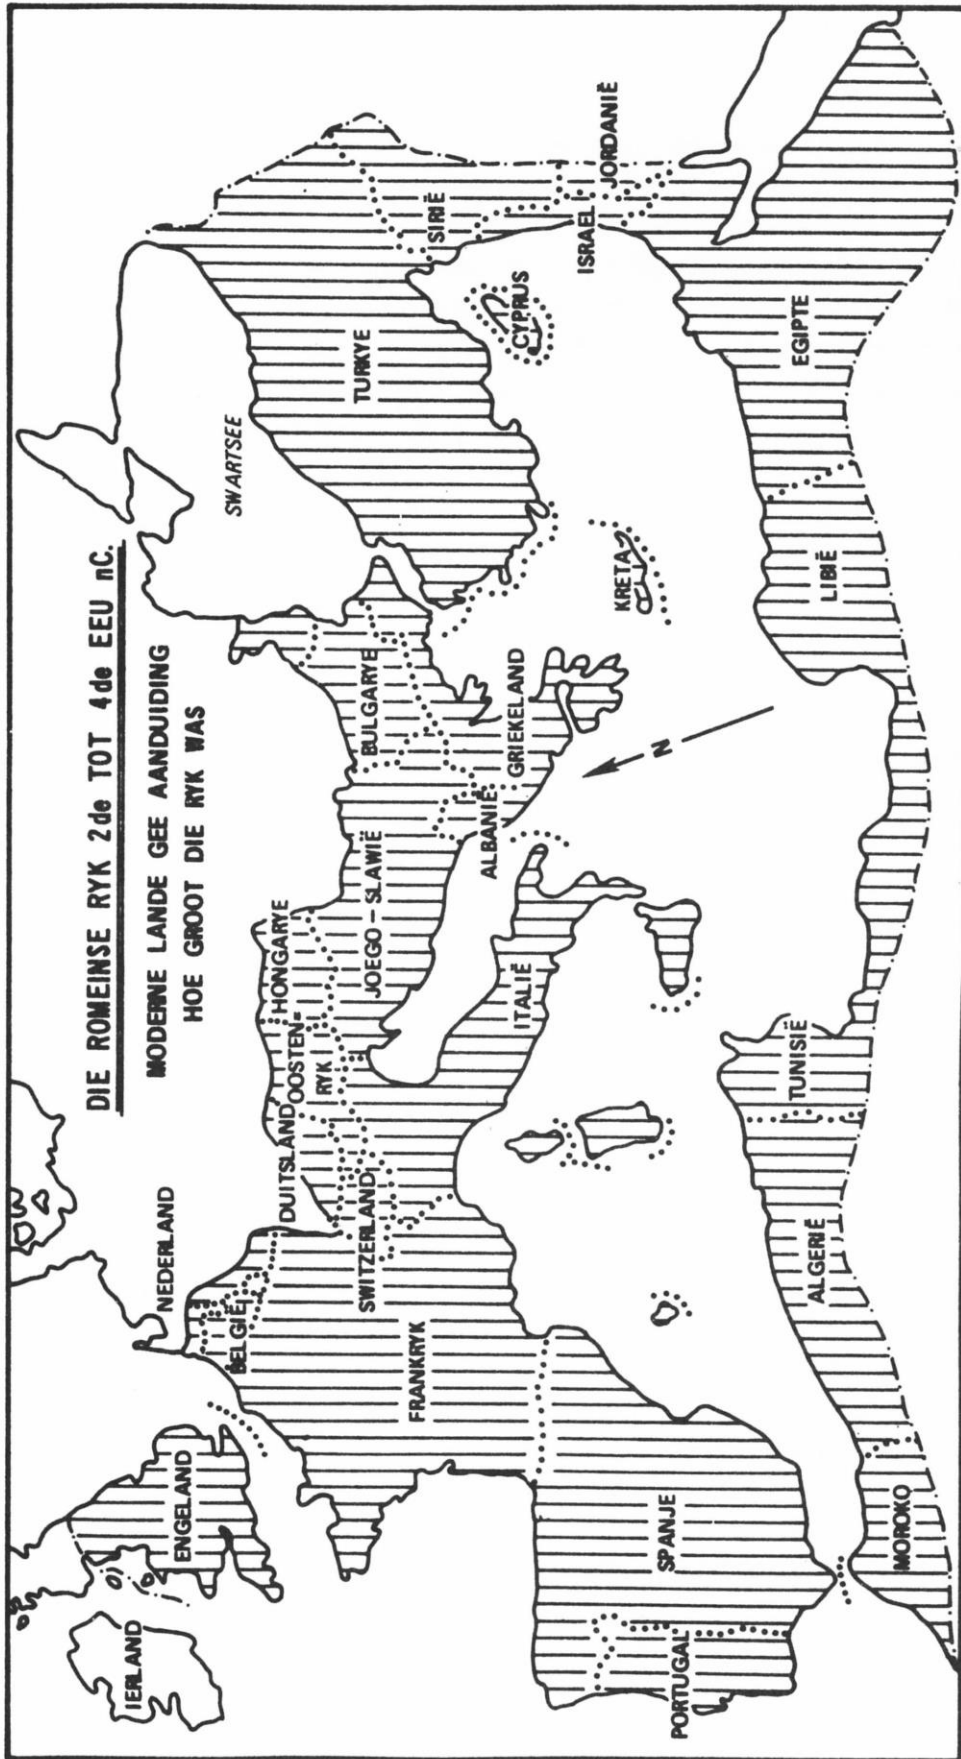 DIE ROMEINSE RYK 2de TOT 4de EEU nC.
MODERNE LANDE GEE AANDUIDING
HOE GROOT DIE RYK WAS
IERLAND
ENGELAND
NEDERLAND
BELGIË
DUITSLAND
OOSTEN=
RYK
HONGARYE
SWITZERLAND
FRANKRYK
JOEGO-SLAWIË
BULGARYE
SWARTSEE
TURKYE
SIRIË
ITALIË
ALBANIË
GRIEKELAND
PORTUGAL
SPANJE
N
KRETA
CYPRUS
ISRAEL
JORDANIË
MOROKO
ALGERIË
TUNISIË
LIBIË
EGIPTE